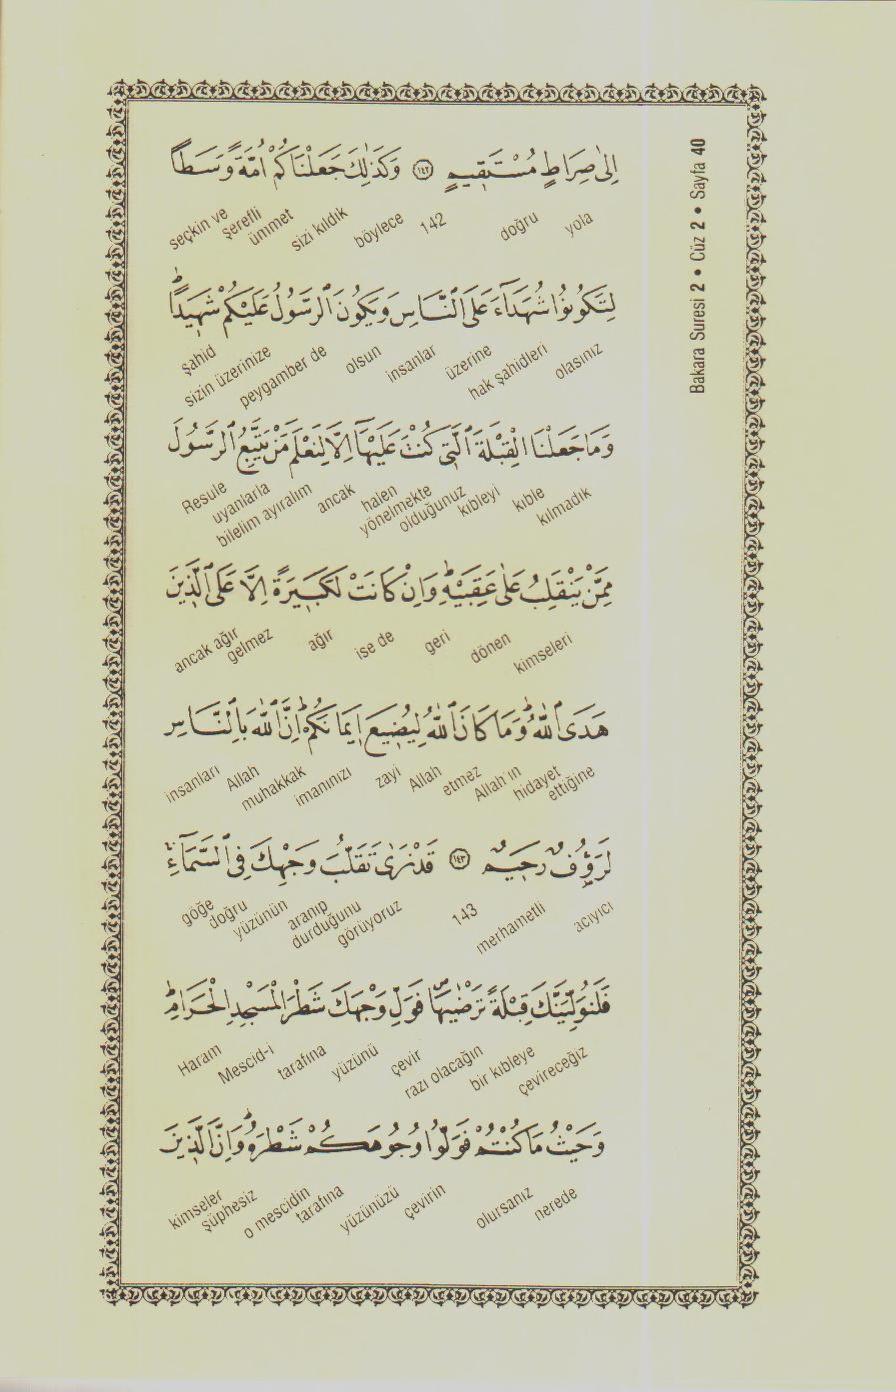 Bakara Suresi 2 • Cüz 2 • Sayfa 40
اِلٰى صِرَاطٍ مُسْتَق۪يمٍ ١٤٢ وَكَذٰلِكَ جَعَلْنَاكُمْ اُمَّةً وَسَطاً
yola doğru 142 böylece sizi kıldık ümmet şerefli seçkin ve
لِتَكُونُوا شُهَدَٓاءَ عَلَى النَّاسِ وَيَكُونَ الرَّسُولُ عَلَيْكُمْ شَه۪يداًۜ
olasınız hak şahidleri üzerine insanlar olsun peygamber de sizin üzerinize şahid
وَمَا جَعَلْنَا الْقِبْلَةَ الَّت۪ي كُنْتَ عَلَيْهَٓا اِلَّا لِنَعْلَمَ مَنْ يَتَّبِعُ الرَّسُولَ
kılmadık kıble kıbleyi olduğunuz yönelmekte halen ancak bilelim ayıralım uyanlarla Resule
مِمَّنْ يَنْقَلِبُ عَلٰى عَقِبَيْهِۜ وَاِنْ كَانَتْ لَكَب۪يرَةً اِلَّا عَلَى الَّذ۪ينَ
kimseleri dönen geri ise de ağır gelmez ancak ağır
هَدَى اللّٰهُۜ وَمَا كَانَ اللّٰهُ لِيُض۪يعَ ا۪يمَانَكُمْۜ اِنَّ اللّٰهَ بِالنَّاسِ
ettiğine hidayet Allah'ın etmez Allah zayi imanınızı muhakkak Allah insanları
لَرَؤُ۫فٌ رَح۪يمٌ ١٤٣ قَدْ نَرٰى تَقَلُّبَ وَجْهِكَ فِي السَّمَٓاءِۚ
acıyıcı merhametli 143 görüyoruz durduğunu aranıp yüzünün doğru göğe
فَلَنُوَلِّيَنَّكَ قِبْلَةً تَرْضٰيهَاۖ فَوَلِّ وَجْهَكَ شَطْرَ الْمَسْجِدِ الْحَرَامِۜ
çevireceğiz bir kıbleye razı olacağın çevir yüzünü tarafına Mescid-i Haram
وَحَيْثُ مَا كُنْتُمْ فَوَلُّوا وُجُوهَكُمْ شَطْرَهُۜ وَاِنَّ الَّذ۪ينَ
nerede olursanız çevirin yüzünüzü tarafına o mescidin şüphesiz kimseler